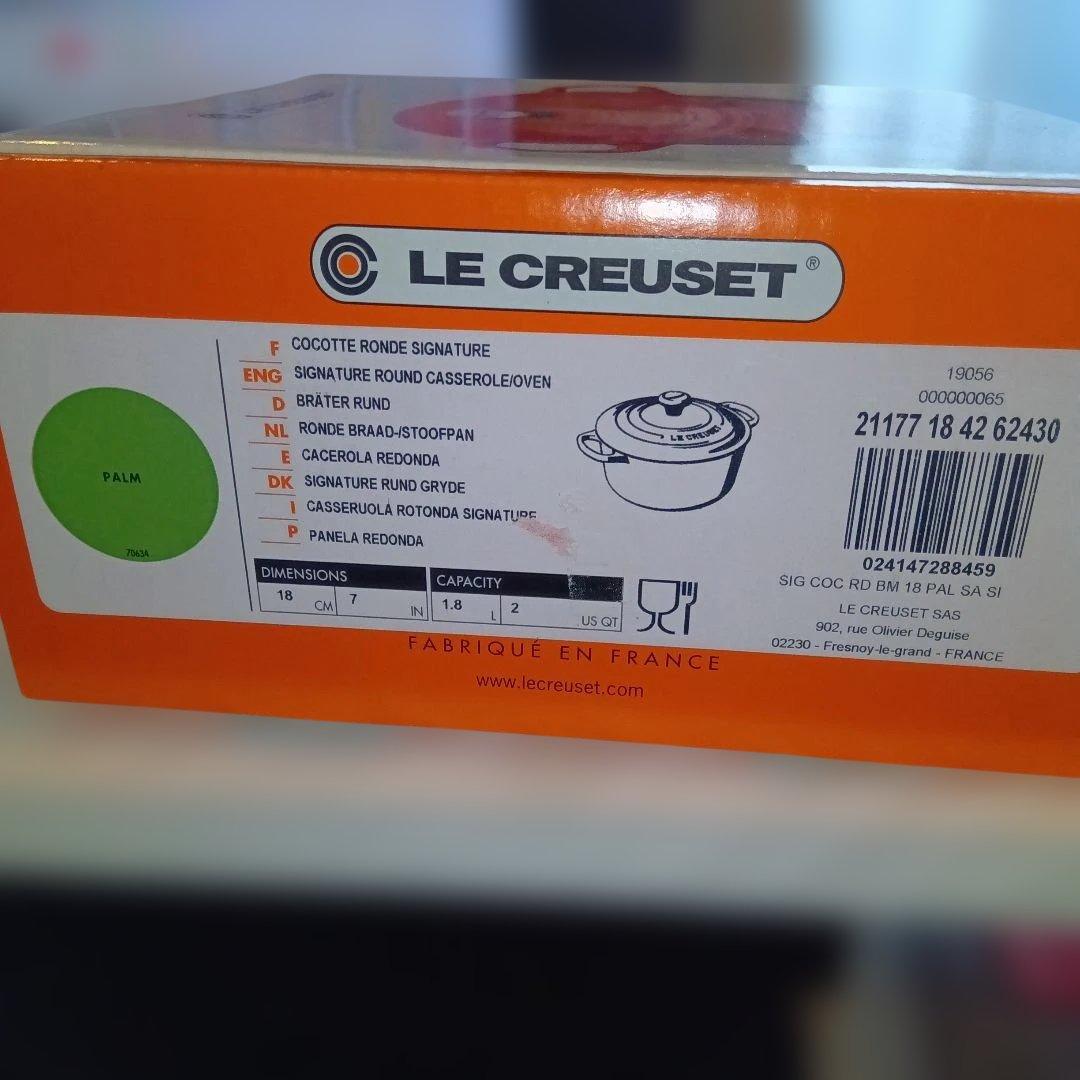 LE CREUSET ®
F COCOTTE RONDE SIGNATURE
ENG SIGNATURE ROUND CASSEROLE/OVEN
D BRÄTER RUND
NL RONDE BRAAD-/STOOFPAN
E CACEROLA REDONDA
DK SIGNATURE RUND GRYDE
I CASSERUOLA ROTONDA SIGNATURE
P PANELA REDONDA
PALM
70634
LE CREUSET
DIMENSIONS CAPACITY
18 CM 7 IN 1.8 L 2 US QT
19056
000000065
21177 18 42 62430
024147288459
SIG COC RD BM 18 PAL SA SI
LE CREUSET SAS
902, rue Olivier Deguise
02230 - Fresnoy-le-grand - FRANCE
FABRIQUÉ EN FRANCE
www.lecreuset.com